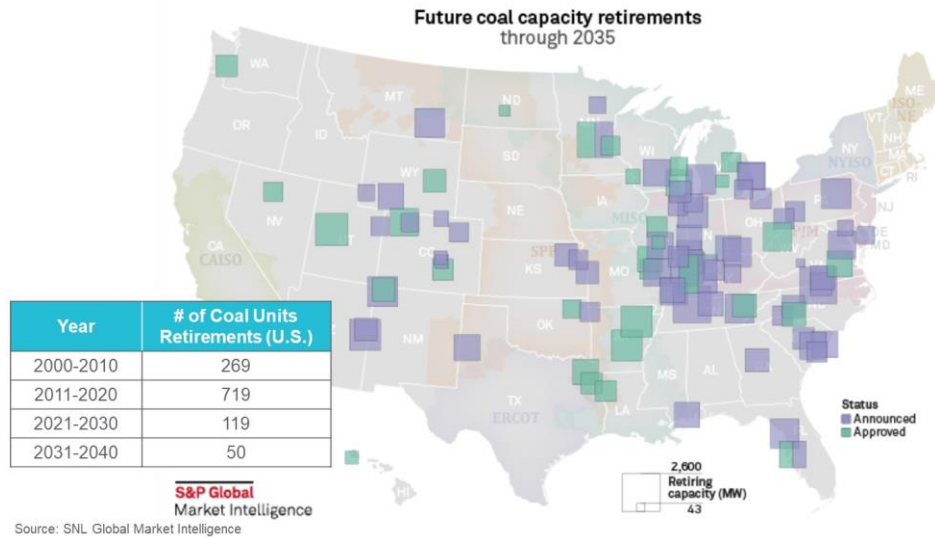 Future coal capacity retirements
through 2035
WA
MT
ND
ME
OR
ID
SD
WY
WI
VT
NH
MA
CT
RI
ISO-
NE
NY
NYISO
NV
NE
IA
MISO
OH
NJ
DE
MD
PJM
CA
CAISO
CO
KS
SPP
MO
OK
NM
TX
ERCOT
MS
AL
LA
HI
Year
# of Coal Units
Retirements (U.S.)
2000-2010 269
2011-2020 719
2021-2030 119
2031-2040 50
Status
Announced
Approved
2,600
Retiring
capacity (MW)
43
S&P Global
Market Intelligence
Source: SNL Global Market Intelligence